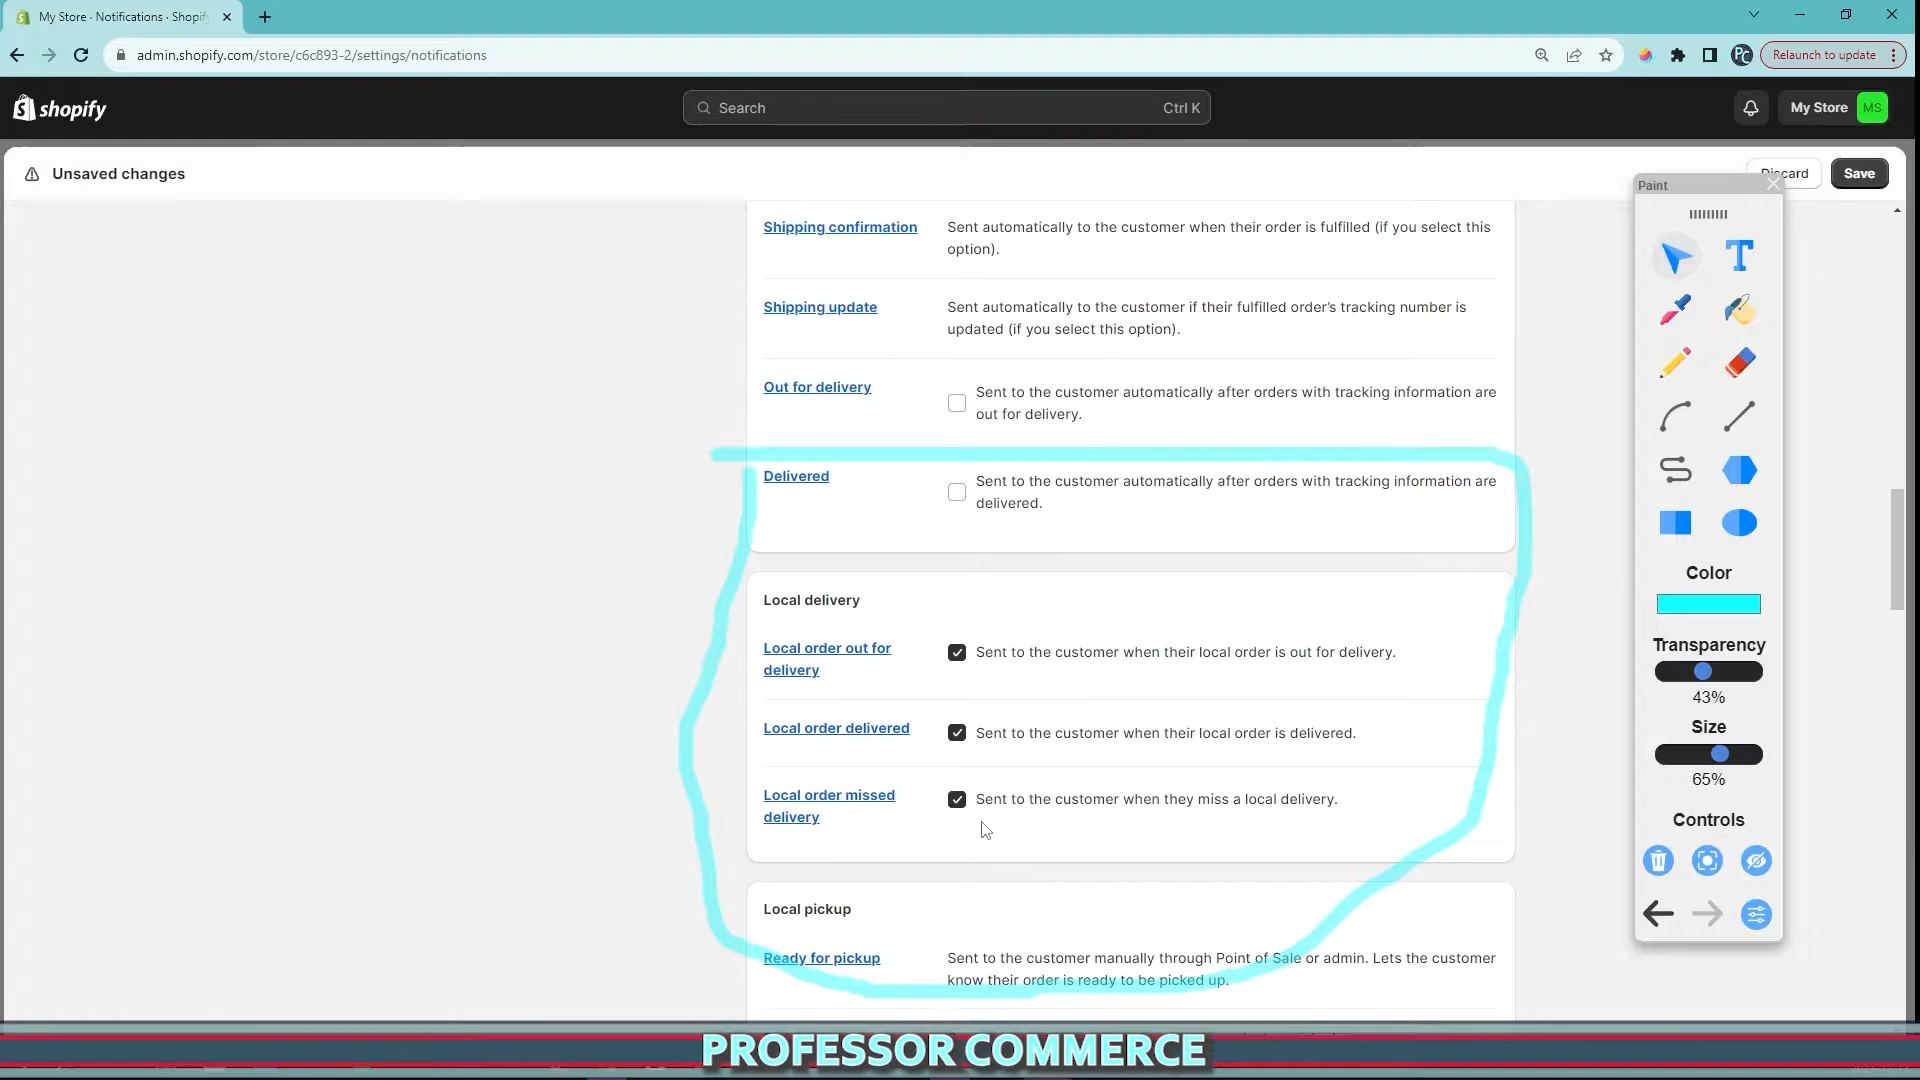 My Store · Notifications · Shopify
admin.shopify.com/store/c6c893-2/settings/notifications
Relaunch to update
shopify
Search
Ctrl K
My Store
MS
Unsaved changes
Discard
Save
Shipping confirmation
Sent automatically to the customer when their order is fulfilled (if you select this
option).
Shipping update
Sent automatically to the customer if their fulfilled order's tracking number is
updated (if you select this option).
Out for delivery
Sent to the customer automatically after orders with tracking information are
out for delivery.
Delivered
Sent to the customer automatically after orders with tracking information are
delivered.
Local delivery
Local order out for
delivery
Sent to the customer when their local order is out for delivery.
Local order delivered
Sent to the customer when their local order is delivered.
Local order missed
delivery
Sent to the customer when they miss a local delivery.
Local pickup
Ready for pickup
Sent to the customer manually through Point of Sale or admin. Lets the customer
know their order is ready to be picked up.
Paint
T
Color
Transparency
43%
Size
65%
Controls
PROFESSOR COMMERCE